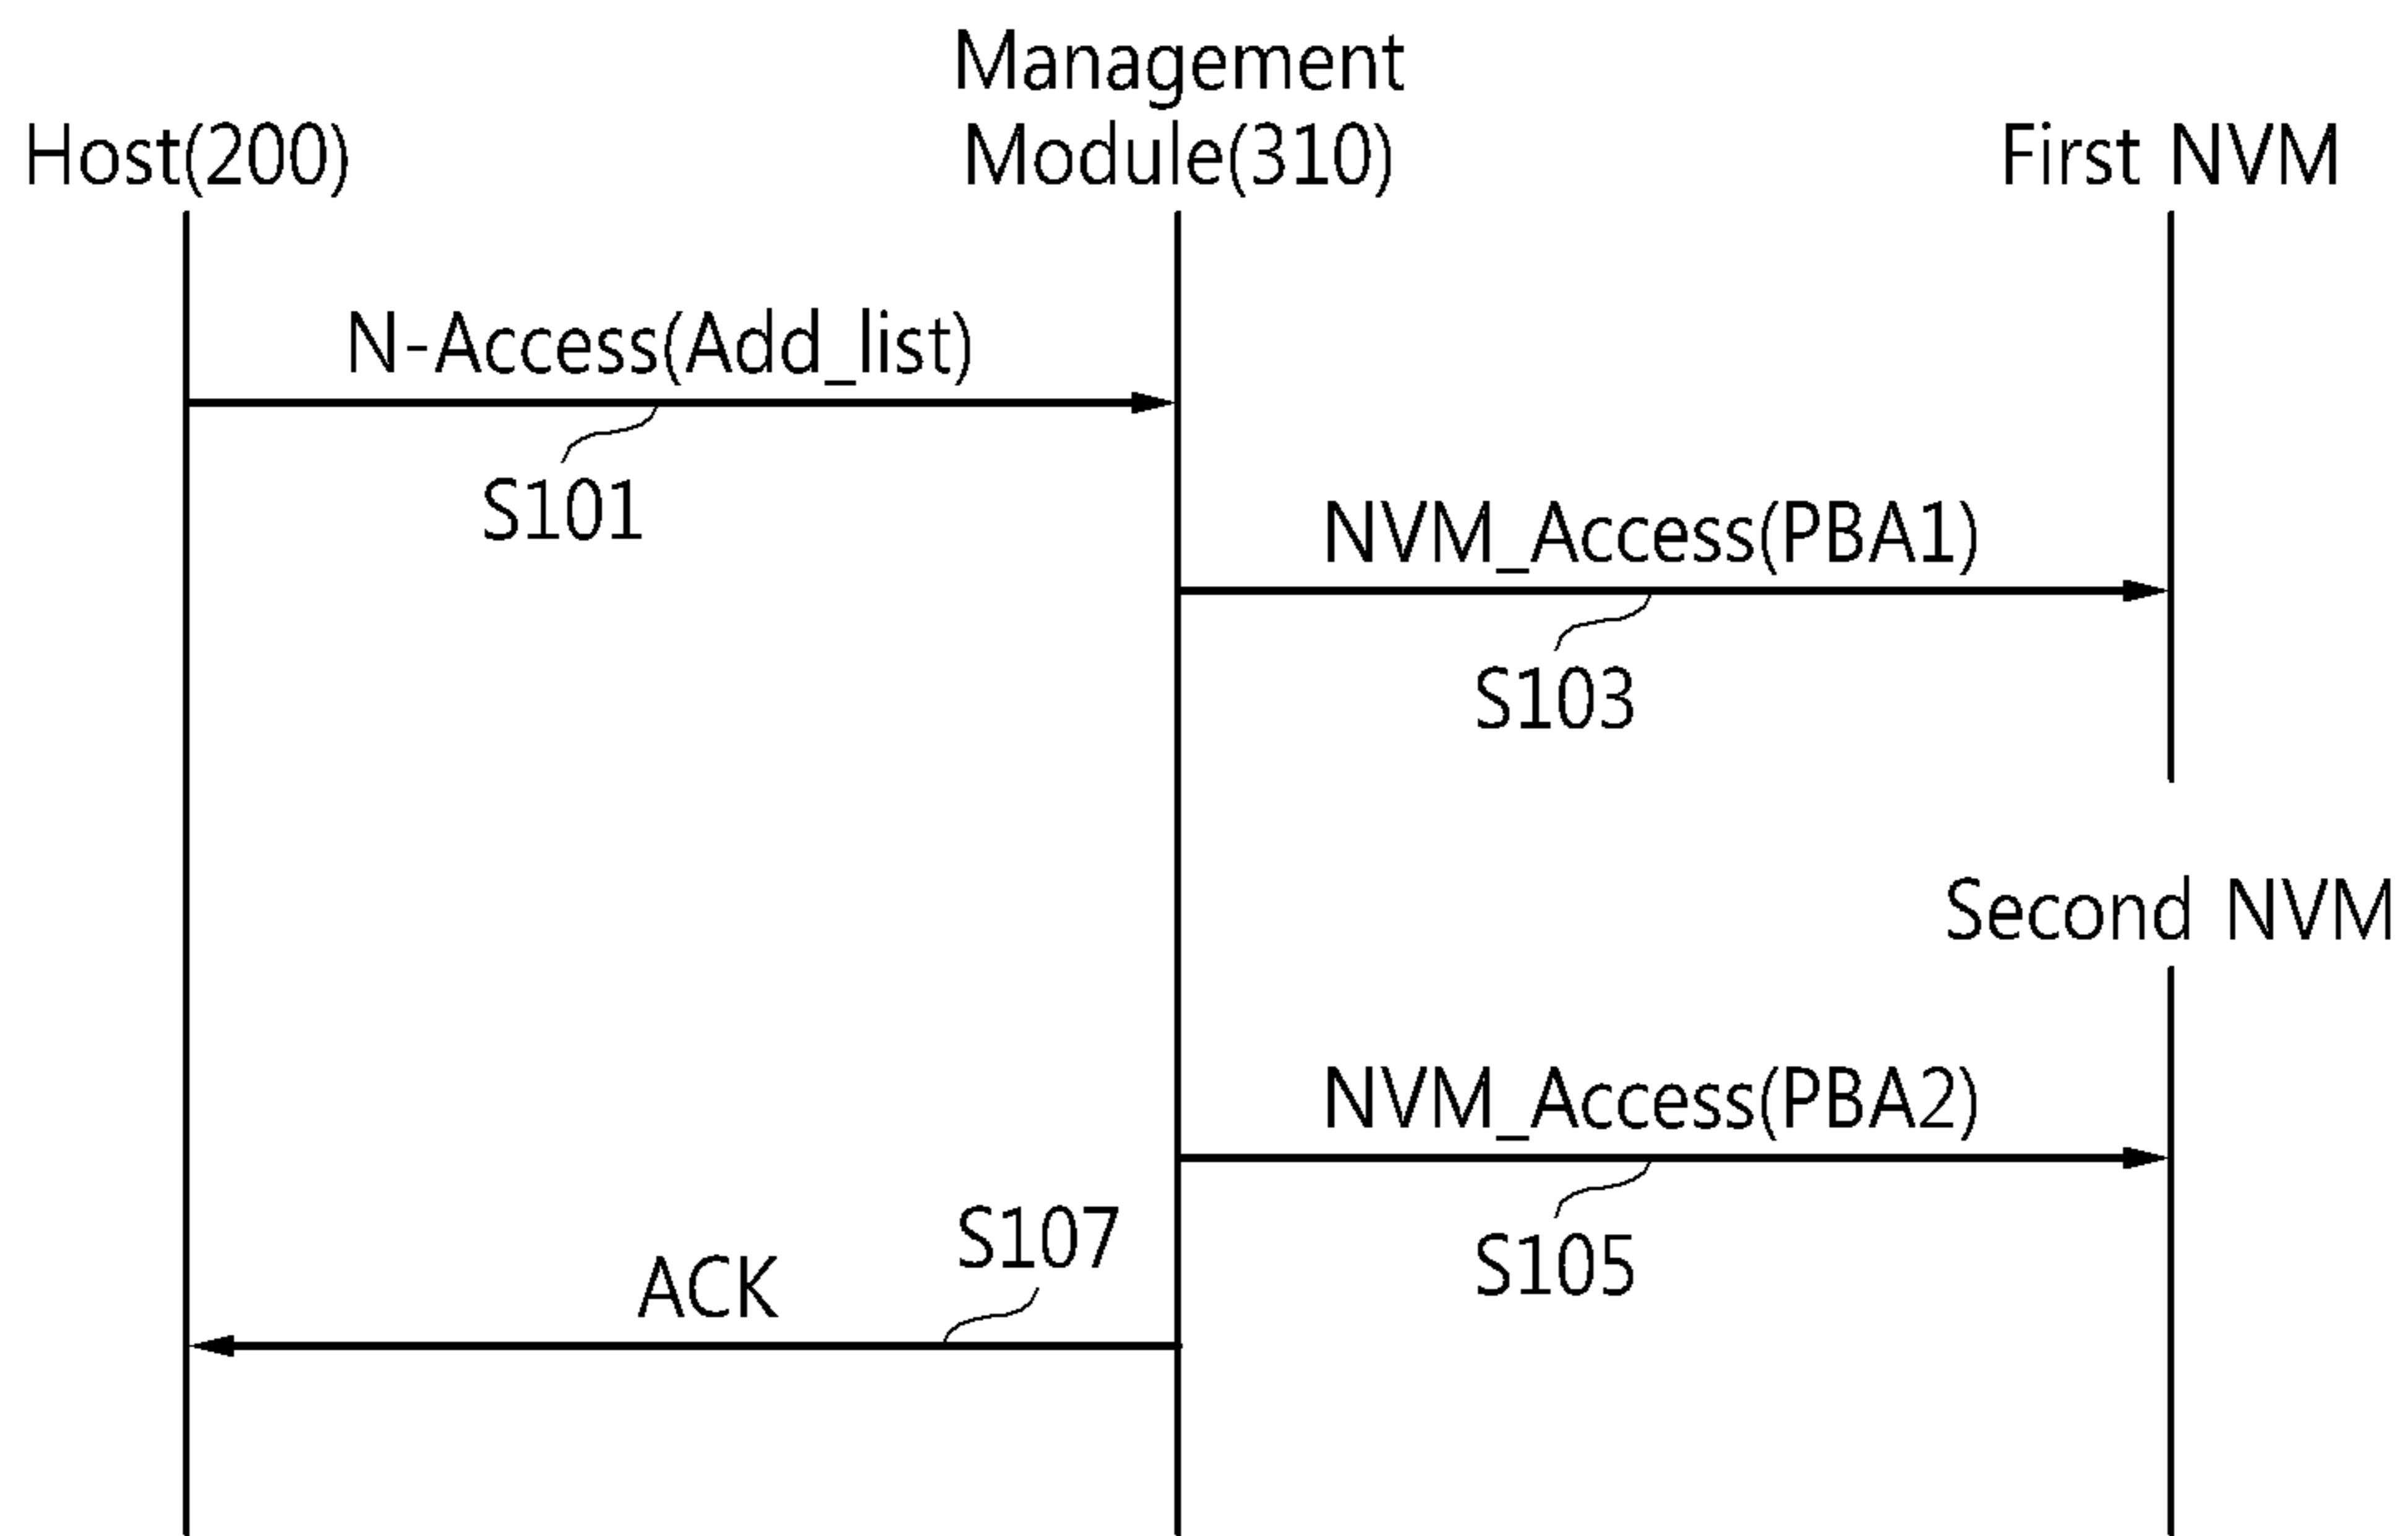 Management
Host(200)
Module(310)
First NVM
N-Access(Add_list)
S101
NVM_Access(PBA1)
S103
Second NVM
NVM_Access(PBA2)
S107
S105
ACK